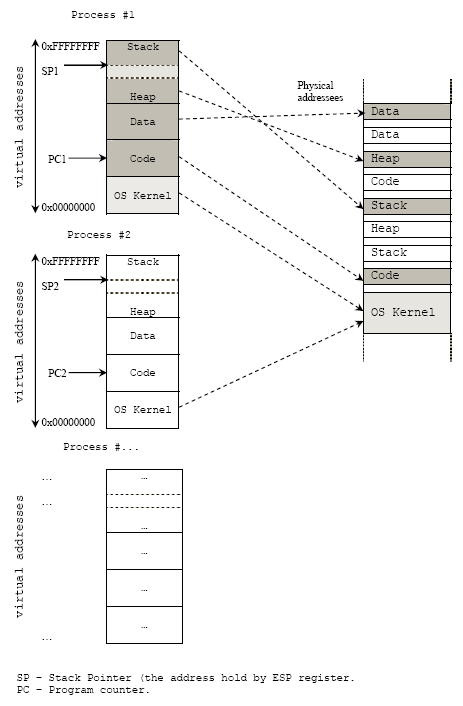 Process #1
0xFFFFFFFF
SP1
PC1
0x00000000
virtual addresses
Stack
Heap
Data
Code
OS Kernel
Physical
addressees
Data
Data
Heap
Code
Stack
Heap
Stack
Code
OS Kernel
Process #2
0xFFFFFFFF
SP2
PC2
0x00000000
virtual addresses
Stack
Heap
Data
Code
OS Kernel
Process #...
...
...
...
virtual addresses
...
...
...
...
...
SP - Stack Pointer (the address hold by ESP register.
PC - Program counter.